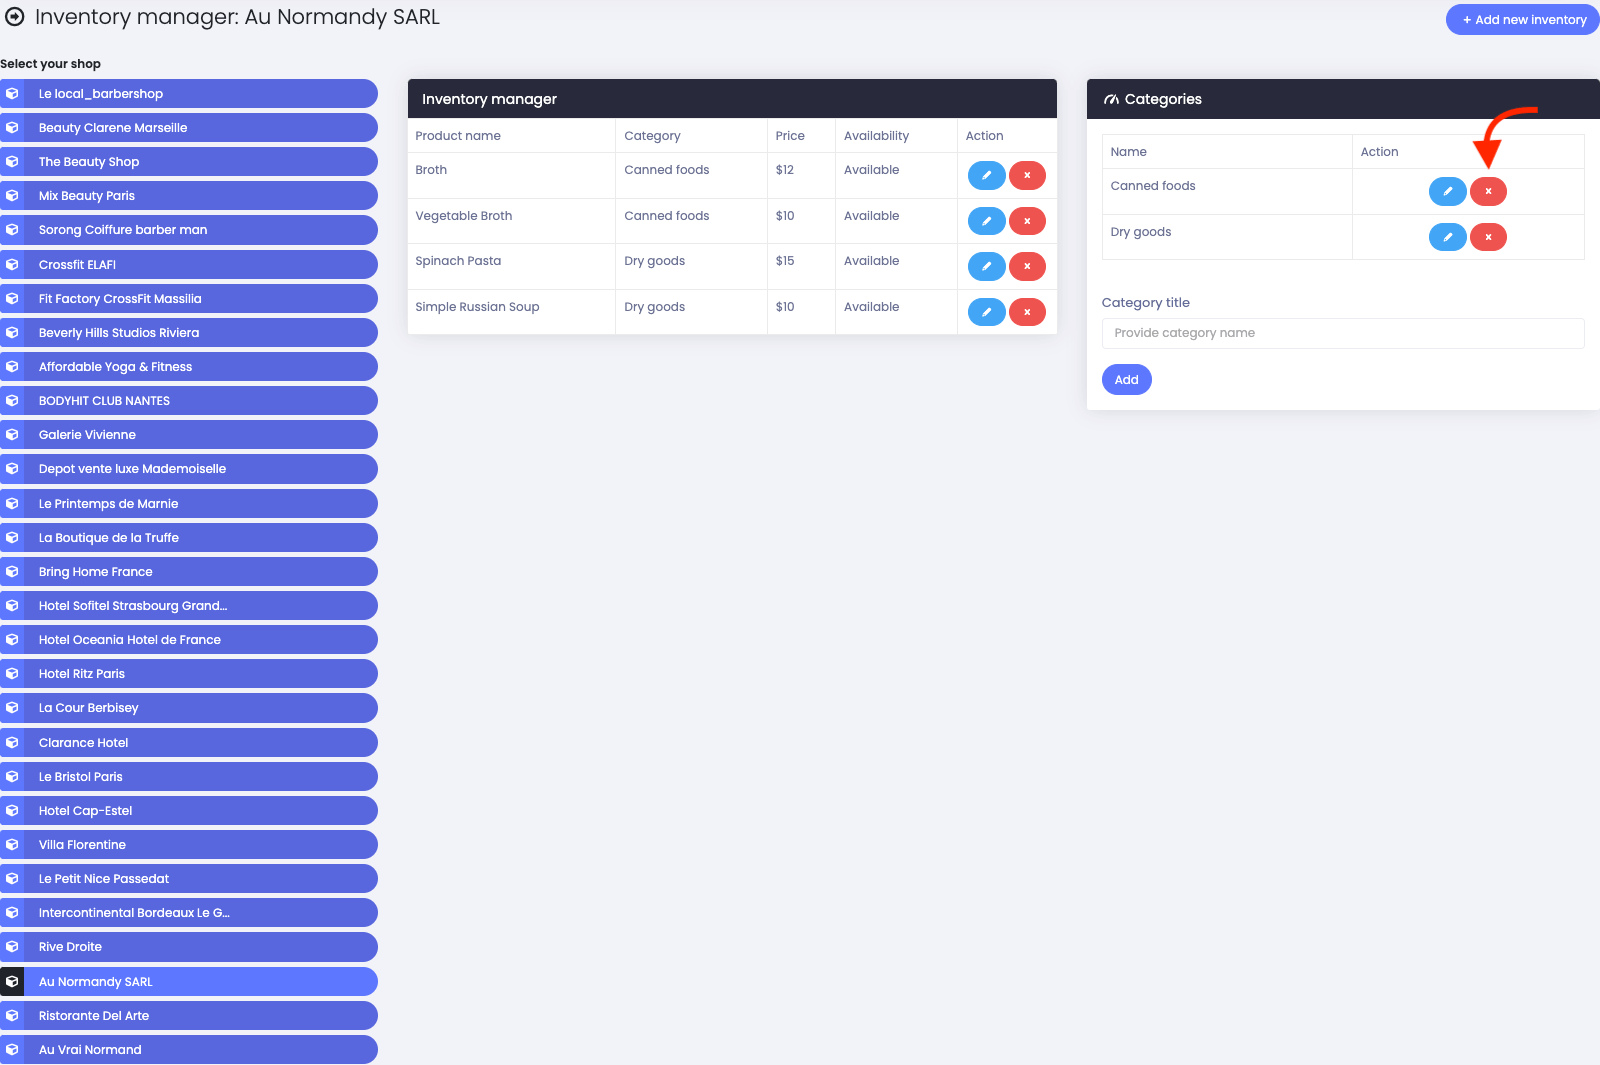 Inventory manager: Au Normandy SARL
+ Add new inventory
Select your shop
Le local_barbershop
Beauty Clarene Marseille
The Beauty Shop
Mix Beauty Paris
Sorong Coiffure barber man
Crossfit ELAFI
Fit Factory CrossFit Massilia
Beverly Hills Studios Riviera
Affordable Yoga & Fitness
BODYHIT CLUB NANTES
Galerie Vivienne
Depot vente luxe Mademoiselle
Le Printemps de Marnie
La Boutique de la Truffe
Bring Home France
Hotel Sofitel Strasbourg Grand...
Hotel Oceania Hotel de France
Hotel Ritz Paris
La Cour Berbisey
Clarance Hotel
Le Bristol Paris
Hotel Cap-Estel
Villa Florentine
Le Petit Nice Passedat
Intercontinental Bordeaux Le G...
Rive Droite
Au Normandy SARL
Ristorante Del Arte
Au Vrai Normand
Inventory manager
Product name Category Price Availability Action
Broth Canned foods $12 Available
Vegetable Broth Canned foods $10 Available
Spinach Pasta Dry goods $15 Available
Simple Russian Soup Dry goods $10 Available
Categories
Name Action
Canned foods
Dry goods
Category title
Provide category name
Add